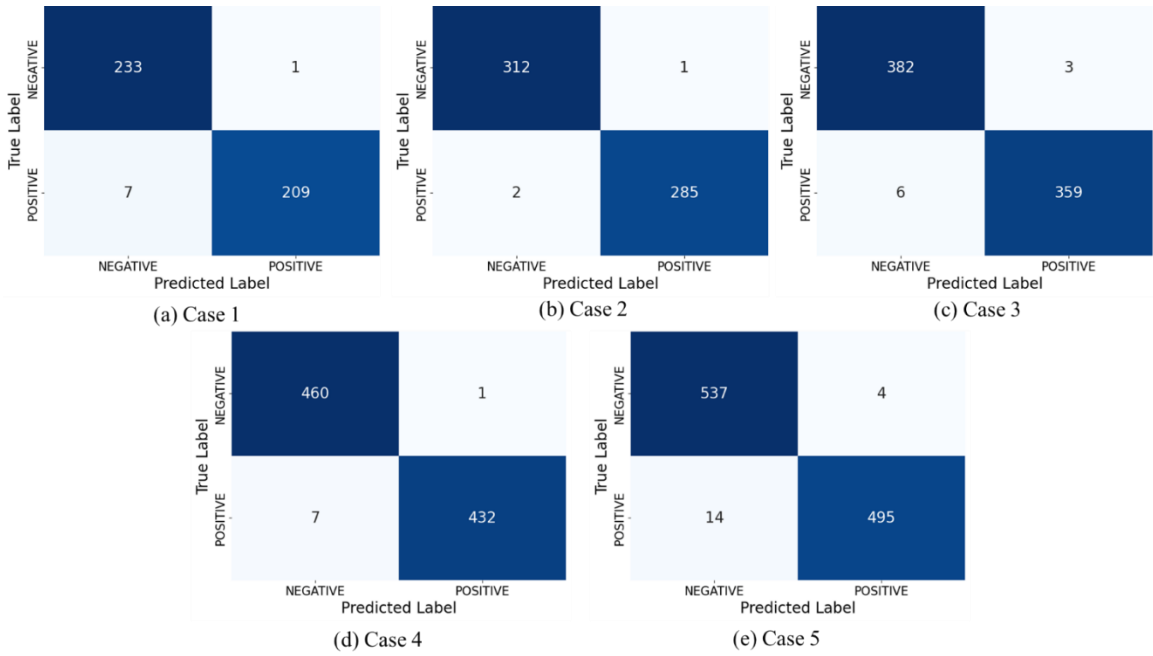 True Label
NEGATIVE
233
1
POSITIVE
7
209
NEGATIVE
POSITIVE
Predicted Label
(a) Case 1
True Label
NEGATIVE
312
1
POSITIVE
2
285
NEGATIVE
POSITIVE
Predicted Label
(b) Case 2
True Label
NEGATIVE
382
3
POSITIVE
6
359
NEGATIVE
POSITIVE
Predicted Label
(c) Case 3
True Label
NEGATIVE
460
1
POSITIVE
7
432
NEGATIVE
POSITIVE
Predicted Label
(d) Case 4
True Label
NEGATIVE
537
4
POSITIVE
14
495
NEGATIVE
POSITIVE
Predicted Label
(e) Case 5